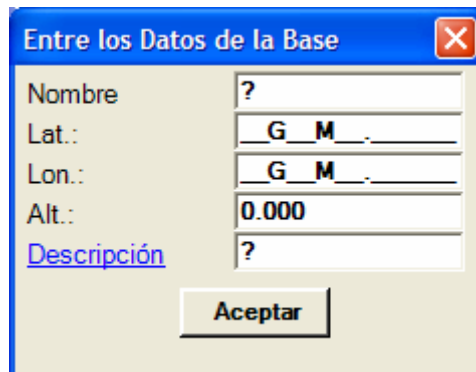 Entre los Datos de la Base
Nombre ?
Lat.: __G__M__.______
Lon.: __G__M__.______
Alt.: 0.000
Descripción ?
Aceptar